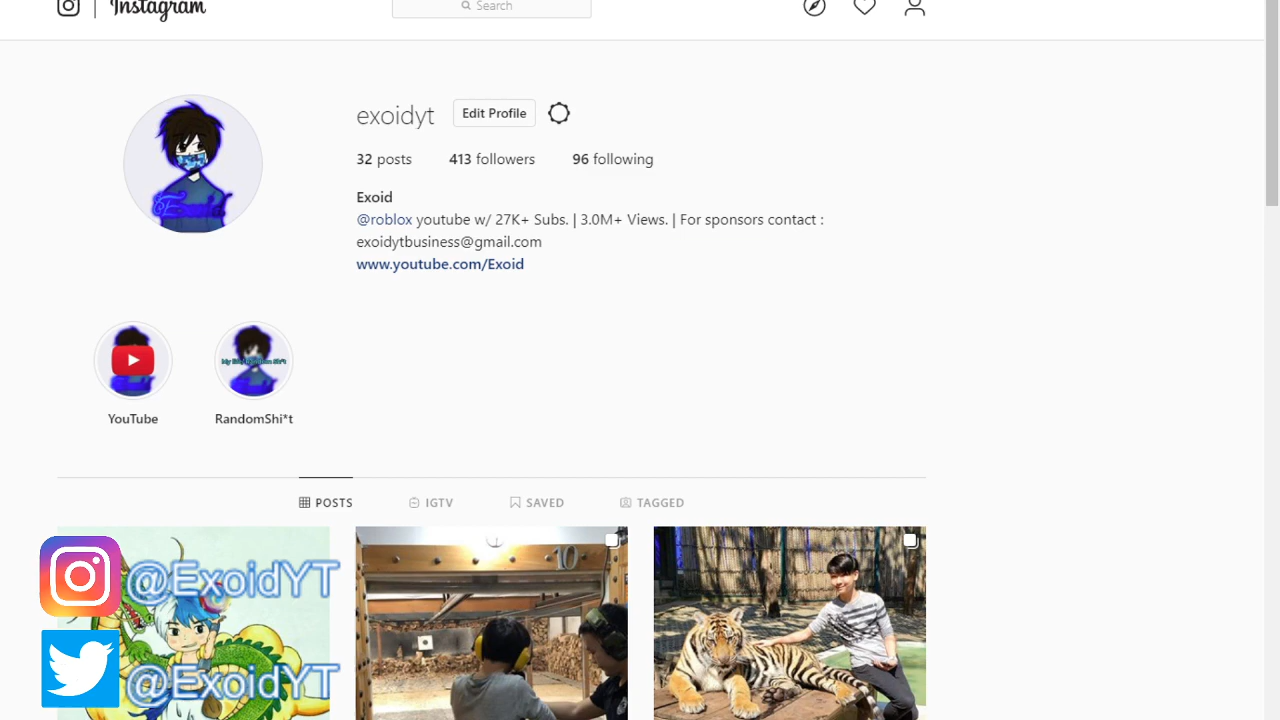 Instagram
Search
exoidyt Edit Profile
32 posts 413 followers 96 following
Exoid
@roblox youtube w/ 27K+ Subs. | 3.0M+ Views. | For sponsors contact :
exoidytbusiness@gmail.com
www.youtube.com/Exoid
Exoid
YouTube RandomShi*t
POSTS IGTV SAVED TAGGED
10
@ExoidYT
@ExoidYT